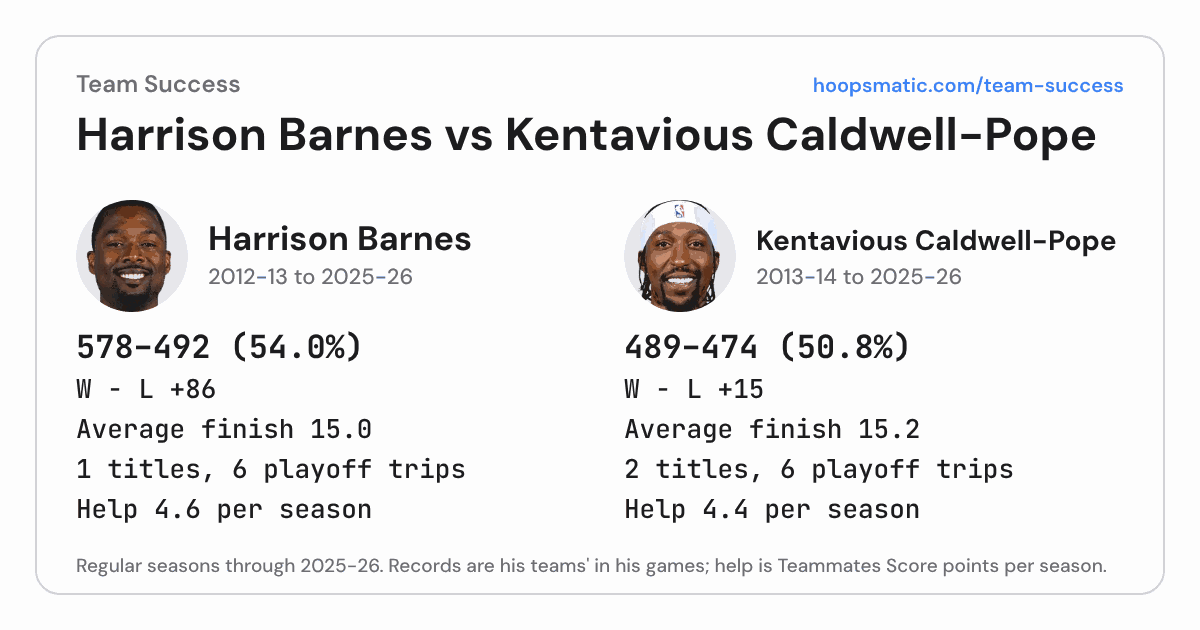 Team Success
hoopsmatic.com/team-success
Harrison Barnes vs Kentavious Caldwell-Pope
Harrison Barnes
2012-13 to 2025-26
578-492 (54.0%)
W - L +86
Average finish 15.0
1 titles, 6 playoff trips
Help 4.6 per season
Kentavious Caldwell-Pope
2013-14 to 2025-26
489-474 (50.8%)
W - L +15
Average finish 15.2
2 titles, 6 playoff trips
Help 4.4 per season
Regular seasons through 2025-26. Records are his teams' in his games; help is Teammates Score points per season.